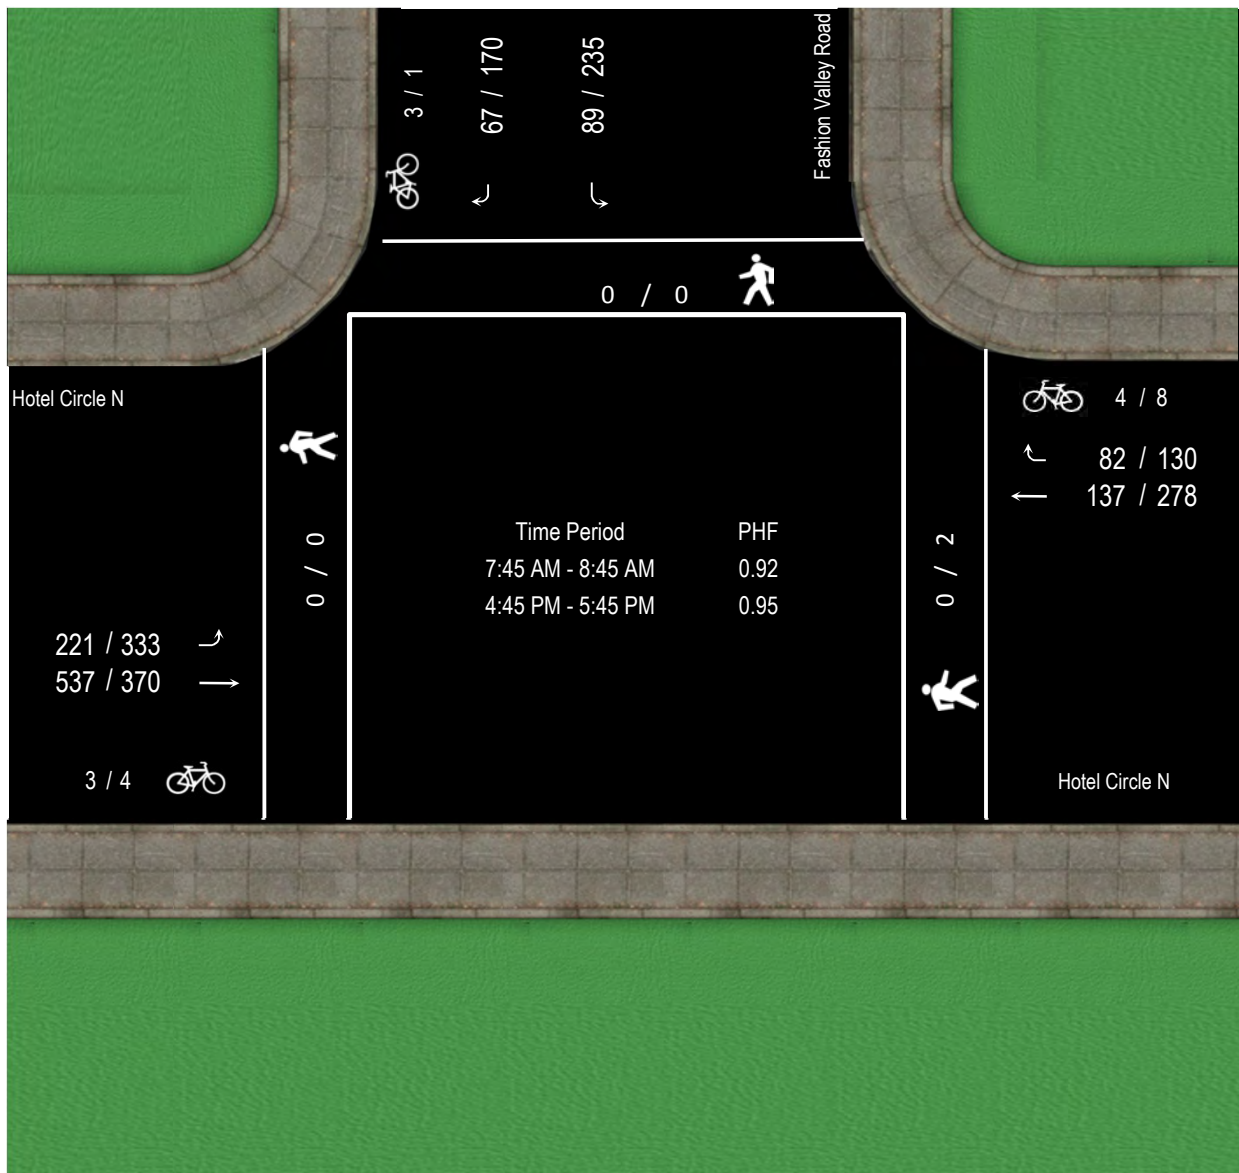 3 / 1
67 / 170
89 / 235
Fashion Valley Road
0 / 0
Hotel Circle N
4 / 8
82 / 130
137 / 278
0 / 0
Time Period PHF
7:45 AM - 8:45 AM 0.92
4:45 PM - 5:45 PM 0.95
0 / 2
221 / 333
537 / 370
3 / 4
Hotel Circle N